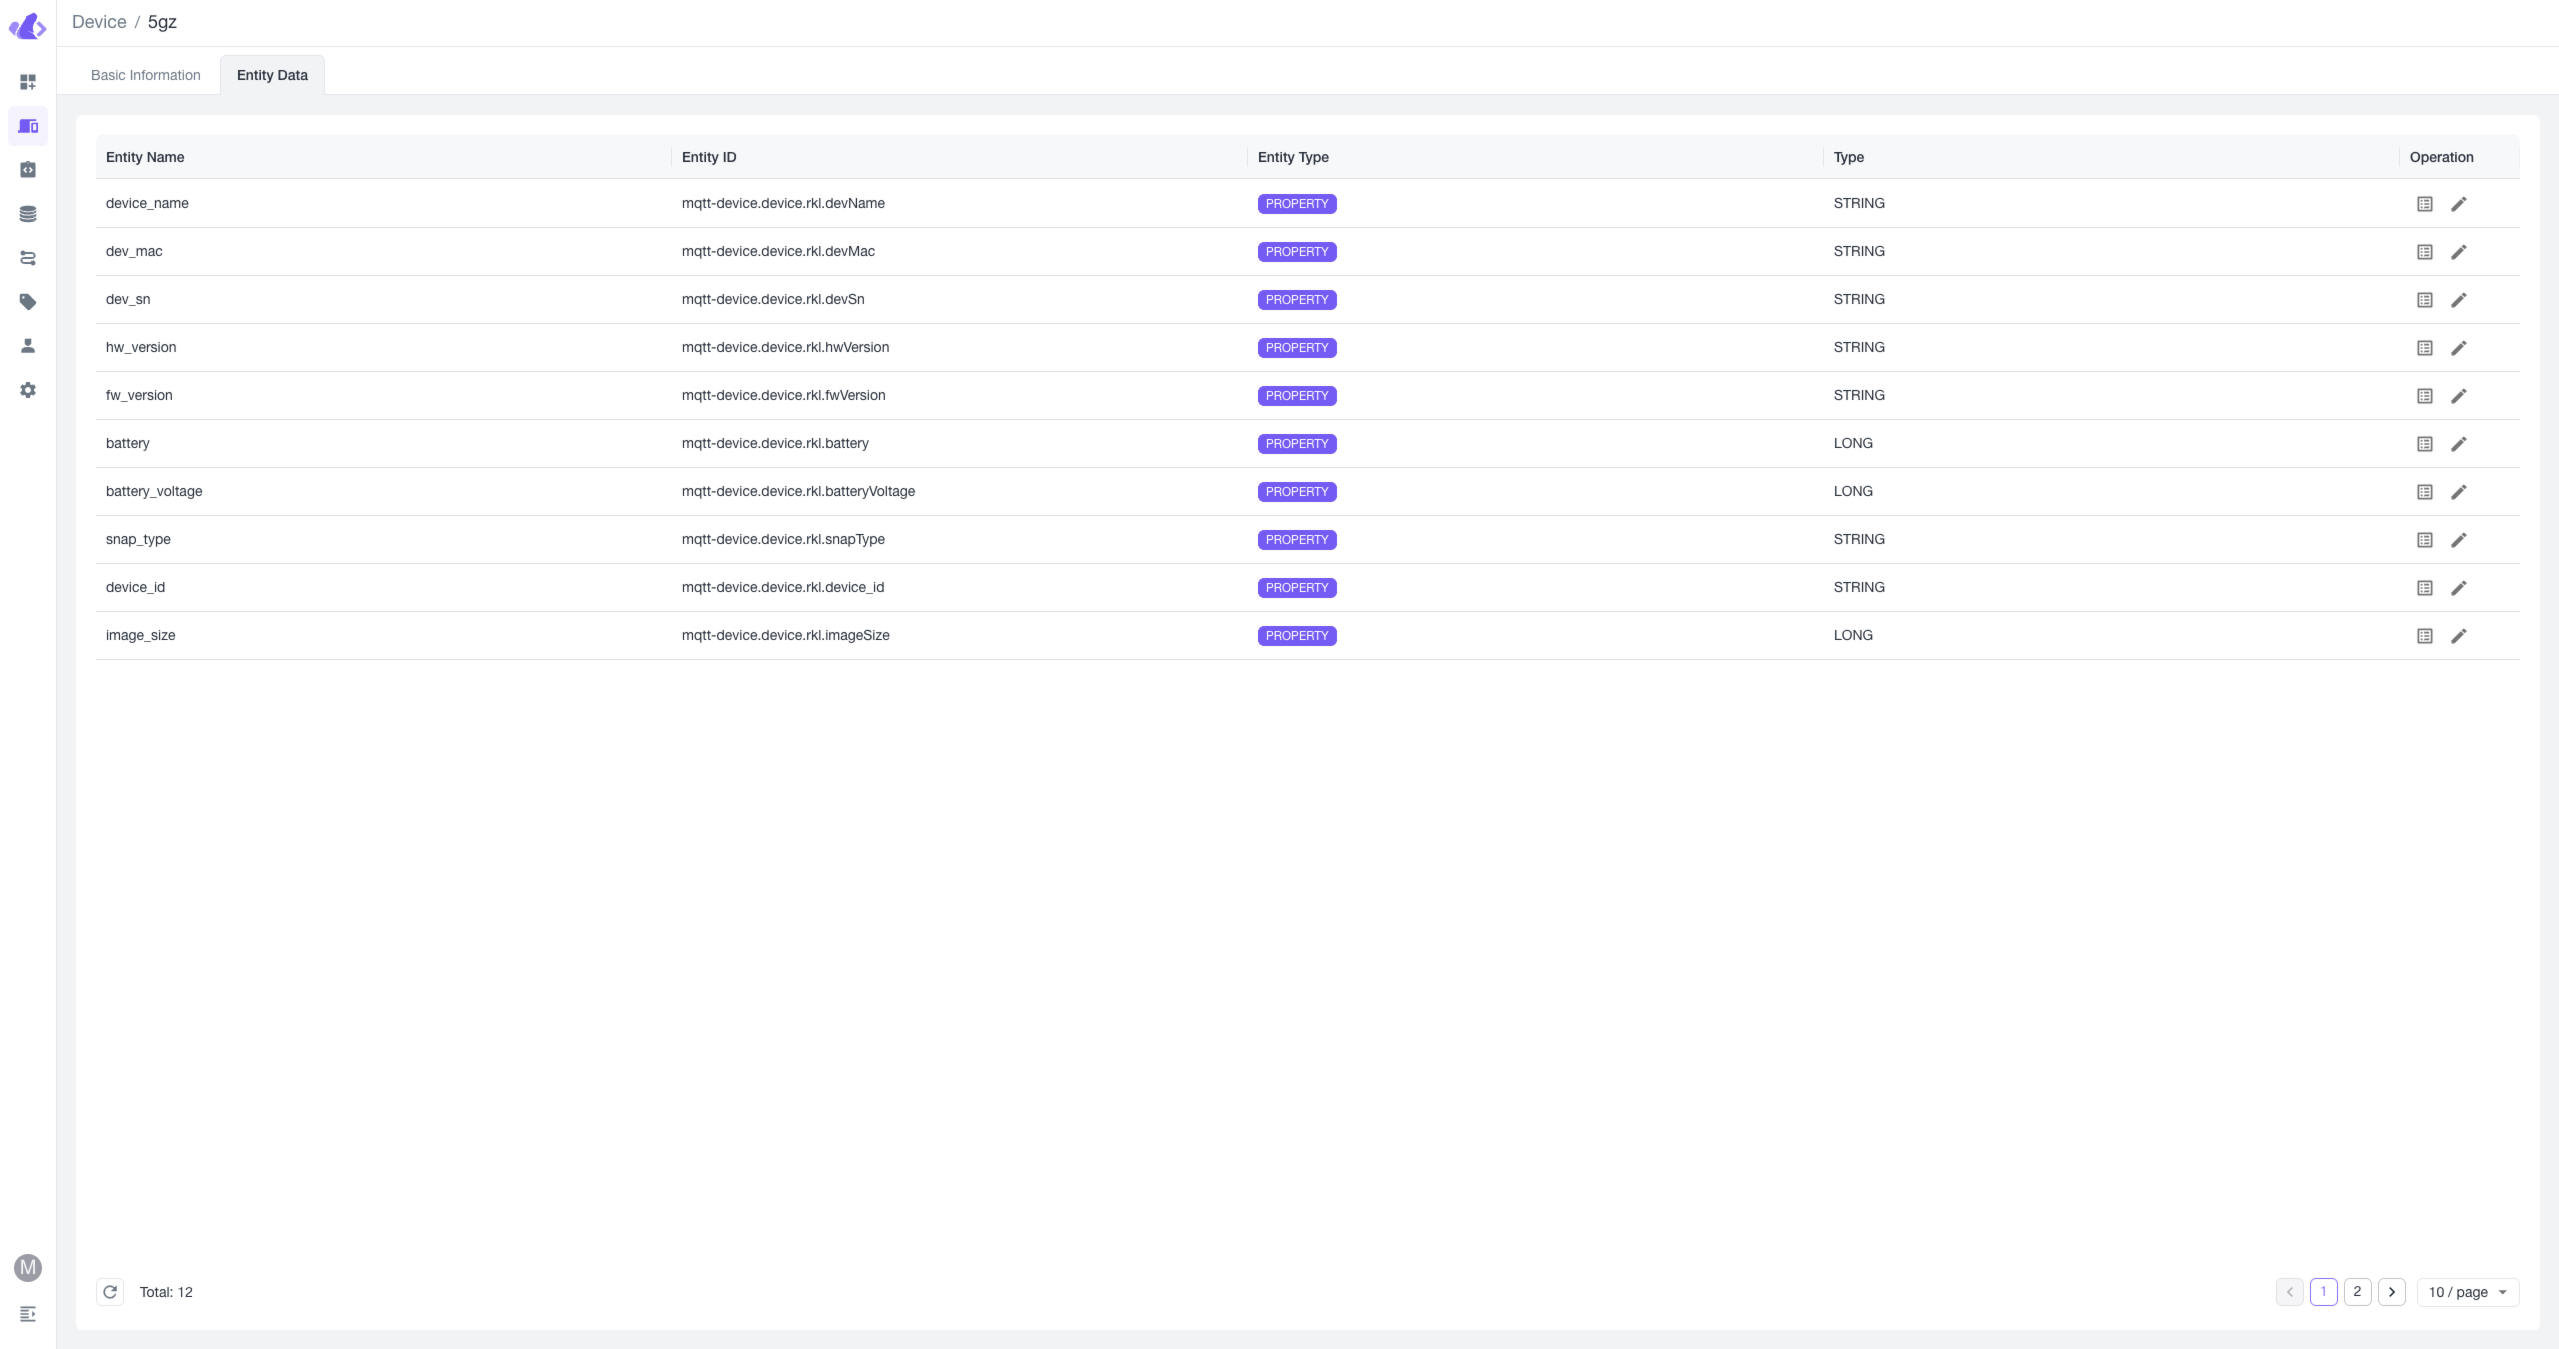 Device / 5gz
Basic Information Entity Data
Entity Name Entity ID Entity Type Type Operation
device_name mqtt-device.device.rkl.devName PROPERTY STRING
dev_mac mqtt-device.device.rkl.devMac PROPERTY STRING
dev_sn mqtt-device.device.rkl.devSn PROPERTY STRING
hw_version mqtt-device.device.rkl.hwVersion PROPERTY STRING
fw_version mqtt-device.device.rkl.fwVersion PROPERTY STRING
battery mqtt-device.device.rkl.battery PROPERTY LONG
battery_voltage mqtt-device.device.rkl.batteryVoltage PROPERTY LONG
snap_type mqtt-device.device.rkl.snapType PROPERTY STRING
device_id mqtt-device.device.rkl.device_id PROPERTY STRING
image_size mqtt-device.device.rkl.imageSize PROPERTY LONG
M
Total: 12 1 2 10 / page